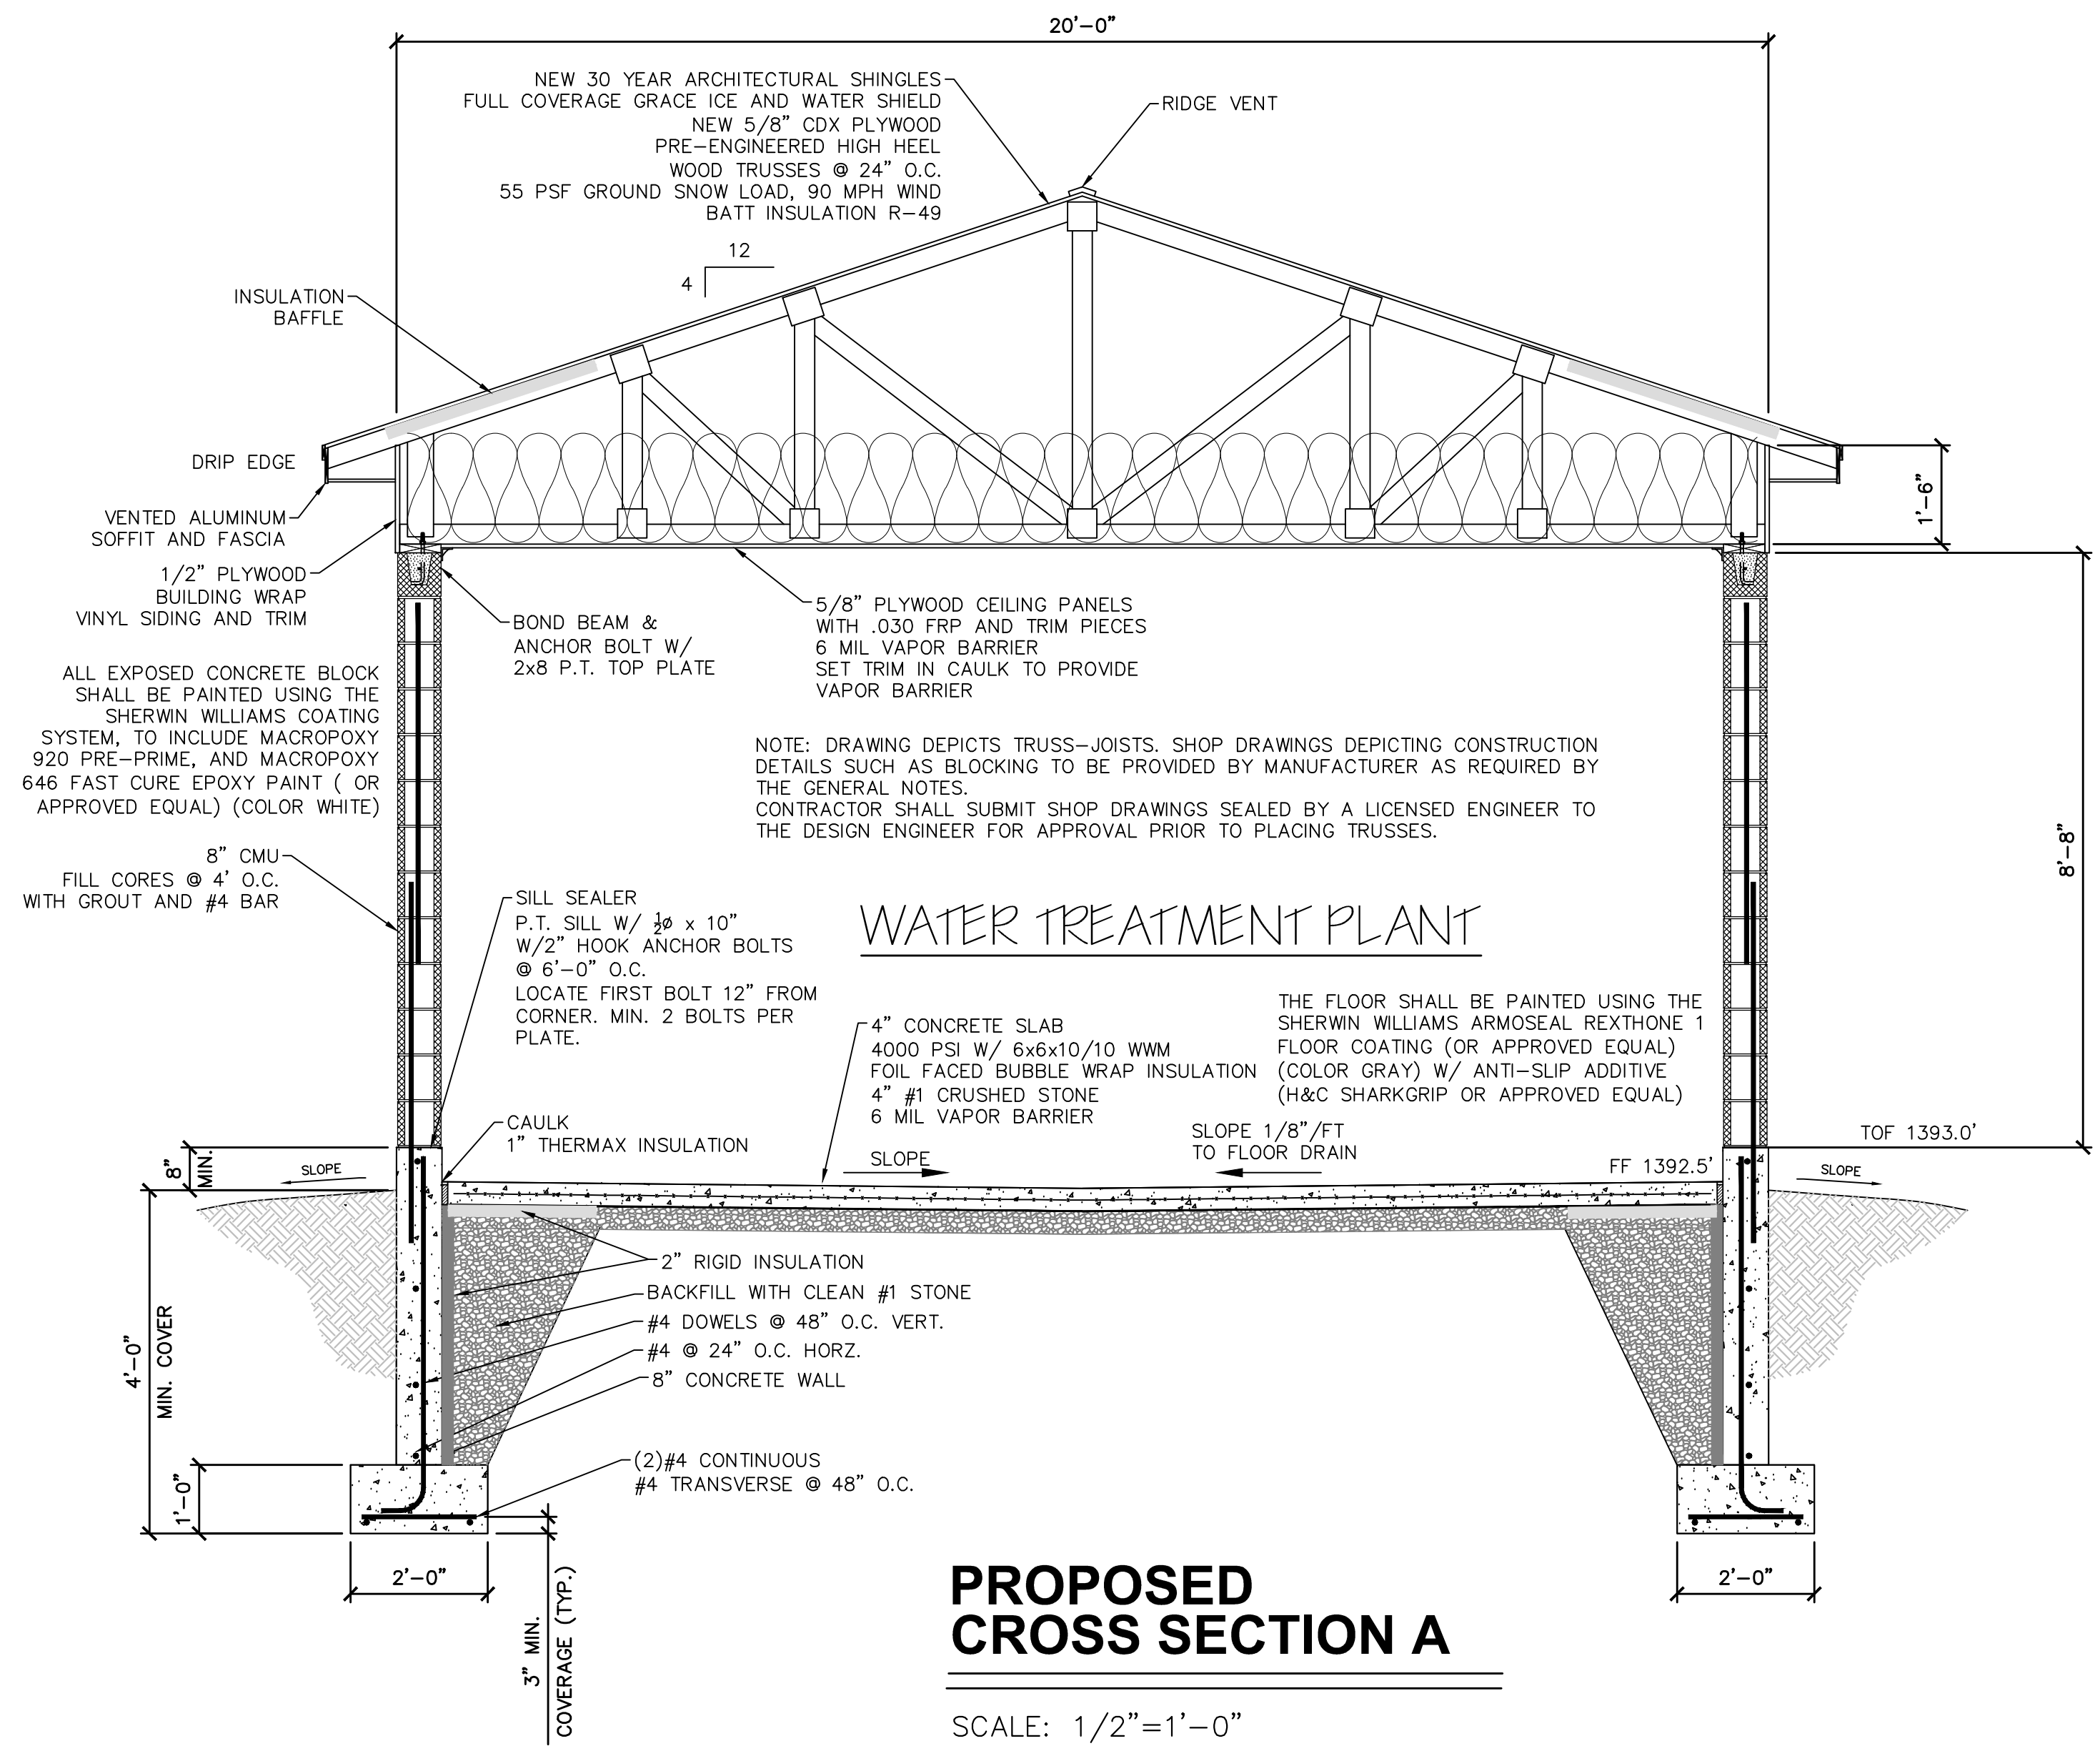 20'-0"
NEW 30 YEAR ARCHITECTURAL SHINGLES
FULL COVERAGE GRACE ICE AND WATER SHIELD
NEW 5/8" CDX PLYWOOD
PRE-ENGINEERED HIGH HEEL
WOOD TRUSSES @ 24" O.C.
55 PSF GROUND SNOW LOAD, 90 MPH WIND
BATT INSULATION R-49
RIDGE VENT
12
4
INSULATION
BAFFLE
DRIP EDGE
VENTED ALUMINUM
SOFFIT AND FASCIA
1/2" PLYWOOD
BUILDING WRAP
VINYL SIDING AND TRIM
1'-6"
BOND BEAM &
ANCHOR BOLT W/
2x8 P.T. TOP PLATE
5/8" PLYWOOD CEILING PANELS
WITH .030 FRP AND TRIM PIECES
6 MIL VAPOR BARRIER
SET TRIM IN CAULK TO PROVIDE
VAPOR BARRIER
ALL EXPOSED CONCRETE BLOCK
SHALL BE PAINTED USING THE
SHERWIN WILLIAMS COATING
SYSTEM, TO INCLUDE MACROPOXY
920 PRE-PRIME, AND MACROPOXY
646 FAST CURE EPOXY PAINT ( OR
APPROVED EQUAL) (COLOR WHITE)
NOTE: DRAWING DEPICTS TRUSS-JOISTS. SHOP DRAWINGS DEPICTING CONSTRUCTION
DETAILS SUCH AS BLOCKING TO BE PROVIDED BY MANUFACTURER AS REQUIRED BY
THE GENERAL NOTES.
CONTRACTOR SHALL SUBMIT SHOP DRAWINGS SEALED BY A LICENSED ENGINEER TO
THE DESIGN ENGINEER FOR APPROVAL PRIOR TO PLACING TRUSSES.
8'-8"
8" CMU
FILL CORES @ 4' O.C.
WITH GROUT AND #4 BAR
SILL SEALER
P.T. SILL W/ ½ø x 10"
W/2" HOOK ANCHOR BOLTS
@ 6'-0" O.C.
LOCATE FIRST BOLT 12" FROM
CORNER. MIN. 2 BOLTS PER
PLATE.
WATER TREATMENT PLANT
4" CONCRETE SLAB
4000 PSI W/ 6x6x10/10 WWM
FOIL FACED BUBBLE WRAP INSULATION
4" #1 CRUSHED STONE
6 MIL VAPOR BARRIER
THE FLOOR SHALL BE PAINTED USING THE
SHERWIN WILLIAMS ARMOSEAL REXTHONE 1
FLOOR COATING (OR APPROVED EQUAL)
(COLOR GRAY) W/ ANTI-SLIP ADDITIVE
(H&C SHARKGRIP OR APPROVED EQUAL)
CAULK
1" THERMAX INSULATION
SLOPE
SLOPE 1/8"/FT
TO FLOOR DRAIN
FF 1392.5'
TOF 1393.0'
SLOPE
8"
MIN.
SLOPE
2" RIGID INSULATION
BACKFILL WITH CLEAN #1 STONE
#4 DOWELS @ 48" O.C. VERT.
#4 @ 24" O.C. HORZ.
8" CONCRETE WALL
(2)#4 CONTINUOUS
#4 TRANSVERSE @ 48" O.C.
4'-0"
MIN. COVER
1'-0"
2'-0"
3" MIN.
COVERAGE (TYP.)
2'-0"
PROPOSED
CROSS SECTION A
SCALE: 1/2"=1'-0"